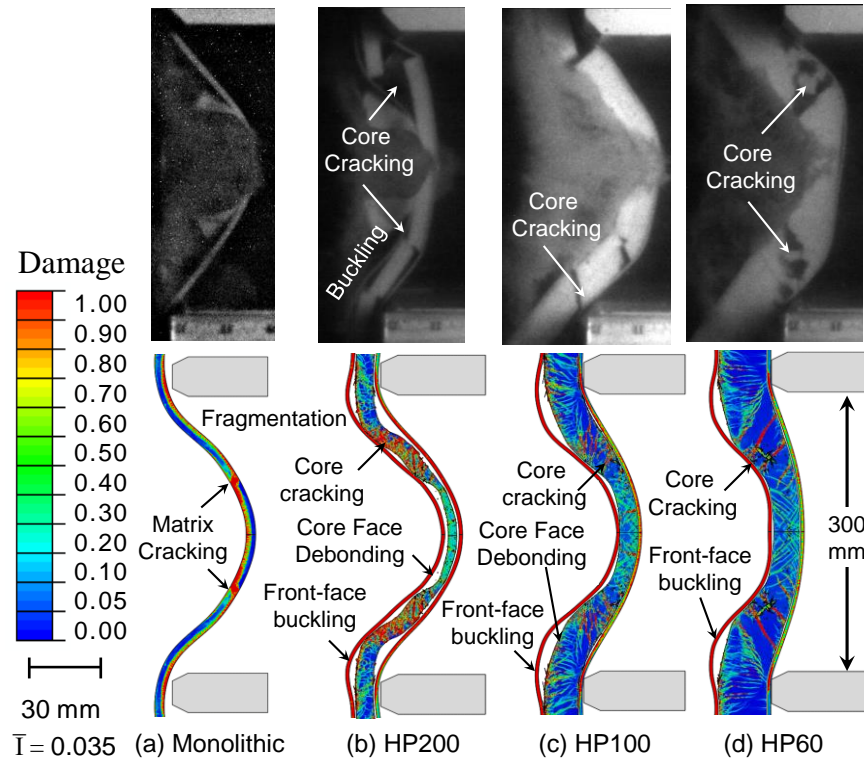 Core
Cracking
Buckling
Core
Cracking
Core
Cracking
Damage
1.00
0.90
0.80
0.70
0.60
0.50
0.40
0.30
0.20
0.10
0.05
0.00
Fragmentation
Core
cracking
Matrix
Cracking
Core Face
Debonding
Front-face
buckling
Core
cracking
Core Face
Debonding
Front-face
buckling
Core
Cracking
Front-face
buckling
300
mm
30 mm
Ī = 0.035
(a) Monolithic
(b) HP200
(c) HP100
(d) HP60